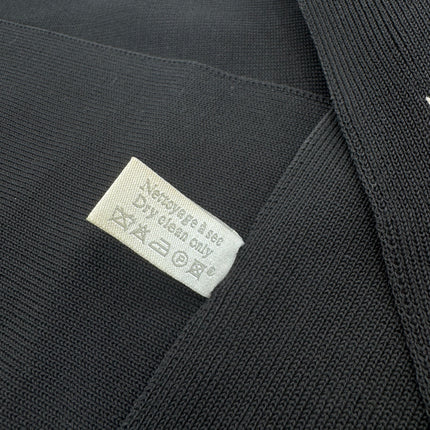 Nettoyage à sec
Dry clean only
P ®